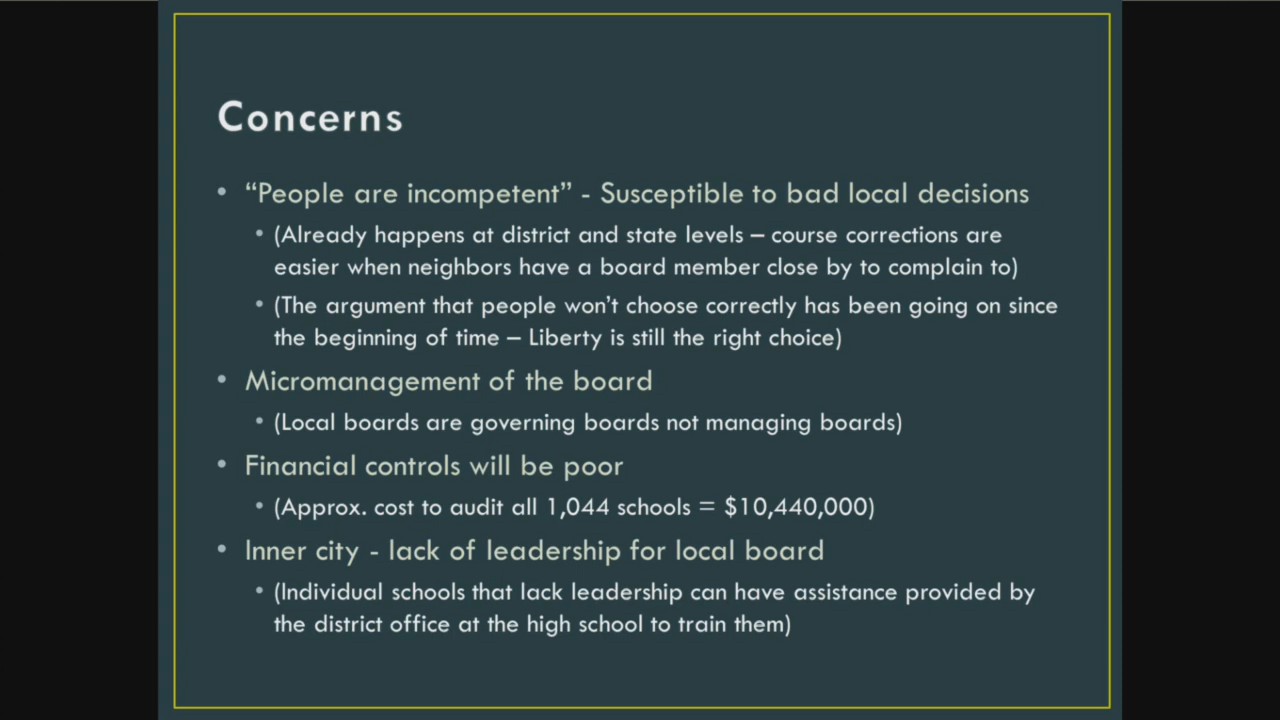 Concerns
• “People are incompetent” - Susceptible to bad local decisions
• (Already happens at district and state levels – course corrections are
easier when neighbors have a board member close by to complain to)
• (The argument that people won’t choose correctly has been going on since
the beginning of time – Liberty is still the right choice)
• Micromanagement of the board
• (Local boards are governing boards not managing boards)
• Financial controls will be poor
• (Approx. cost to audit all 1,044 schools = $10,440,000)
• Inner city - lack of leadership for local board
• (Individual schools that lack leadership can have assistance provided by
the district office at the high school to train them)